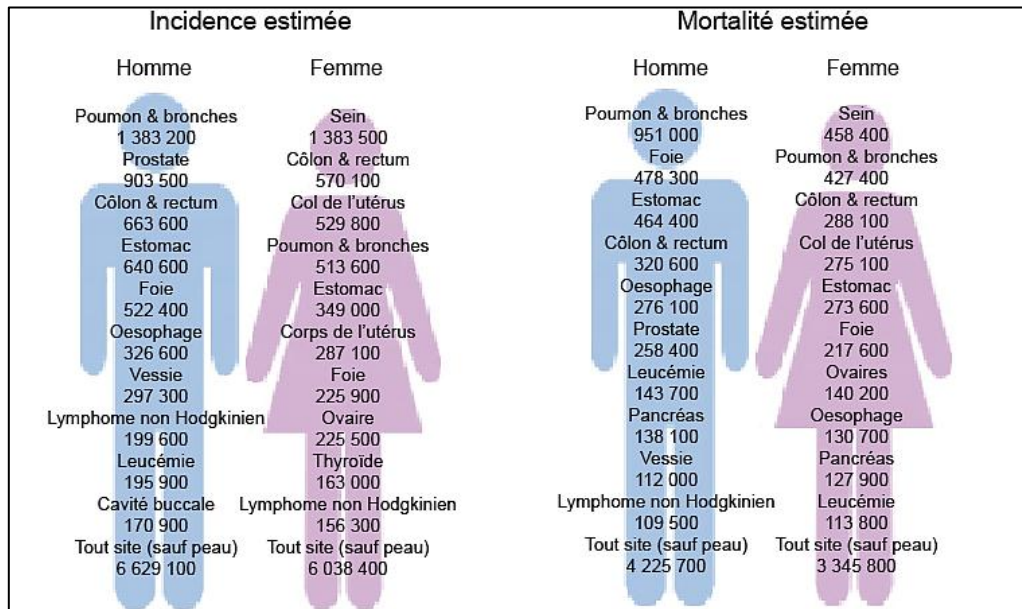 Incidence estimée
Homme
Femme
Poumon & bronches
1 383 200
Prostate
903 500
Côlon & rectum
663 600
Estomac
640 600
Foie
522 400
Oesophage
326 600
Vessie
297 300
Lymphome non Hodgkinien
199 600
Leucémie
195 900
Cavité buccale
170 900
Tout site (sauf peau)
6 629 100
Sein
1 383 500
Côlon & rectum
570 100
Col de l'utérus
529 800
Poumon & bronches
513 600
Estomac
349 000
Corps de l'utérus
287 100
Foie
225 900
Ovaire
225 500
Thyroïde
163 000
Lymphome non Hodgkinien
156 300
Tout site (sauf peau)
6 038 400
Mortalité estimée
Homme
Femme
Poumon & bronches
951 000
Foie
478 300
Estomac
464 400
Côlon & rectum
320 600
Oesophage
276 100
Prostate
258 400
Leucémie
143 700
Pancréas
138 100
Vessie
112 000
Lymphome non Hodgkinien
109 500
Tout site (sauf peau)
4 225 700
Sein
458 400
Poumon & bronches
427 400
Côlon & rectum
288 100
Col de l'utérus
275 100
Estomac
273 600
Foie
217 600
Ovaires
140 200
Oesophage
130 700
Pancréas
127 900
Leucémie
113 800
Tout site (sauf peau)
3 345 800